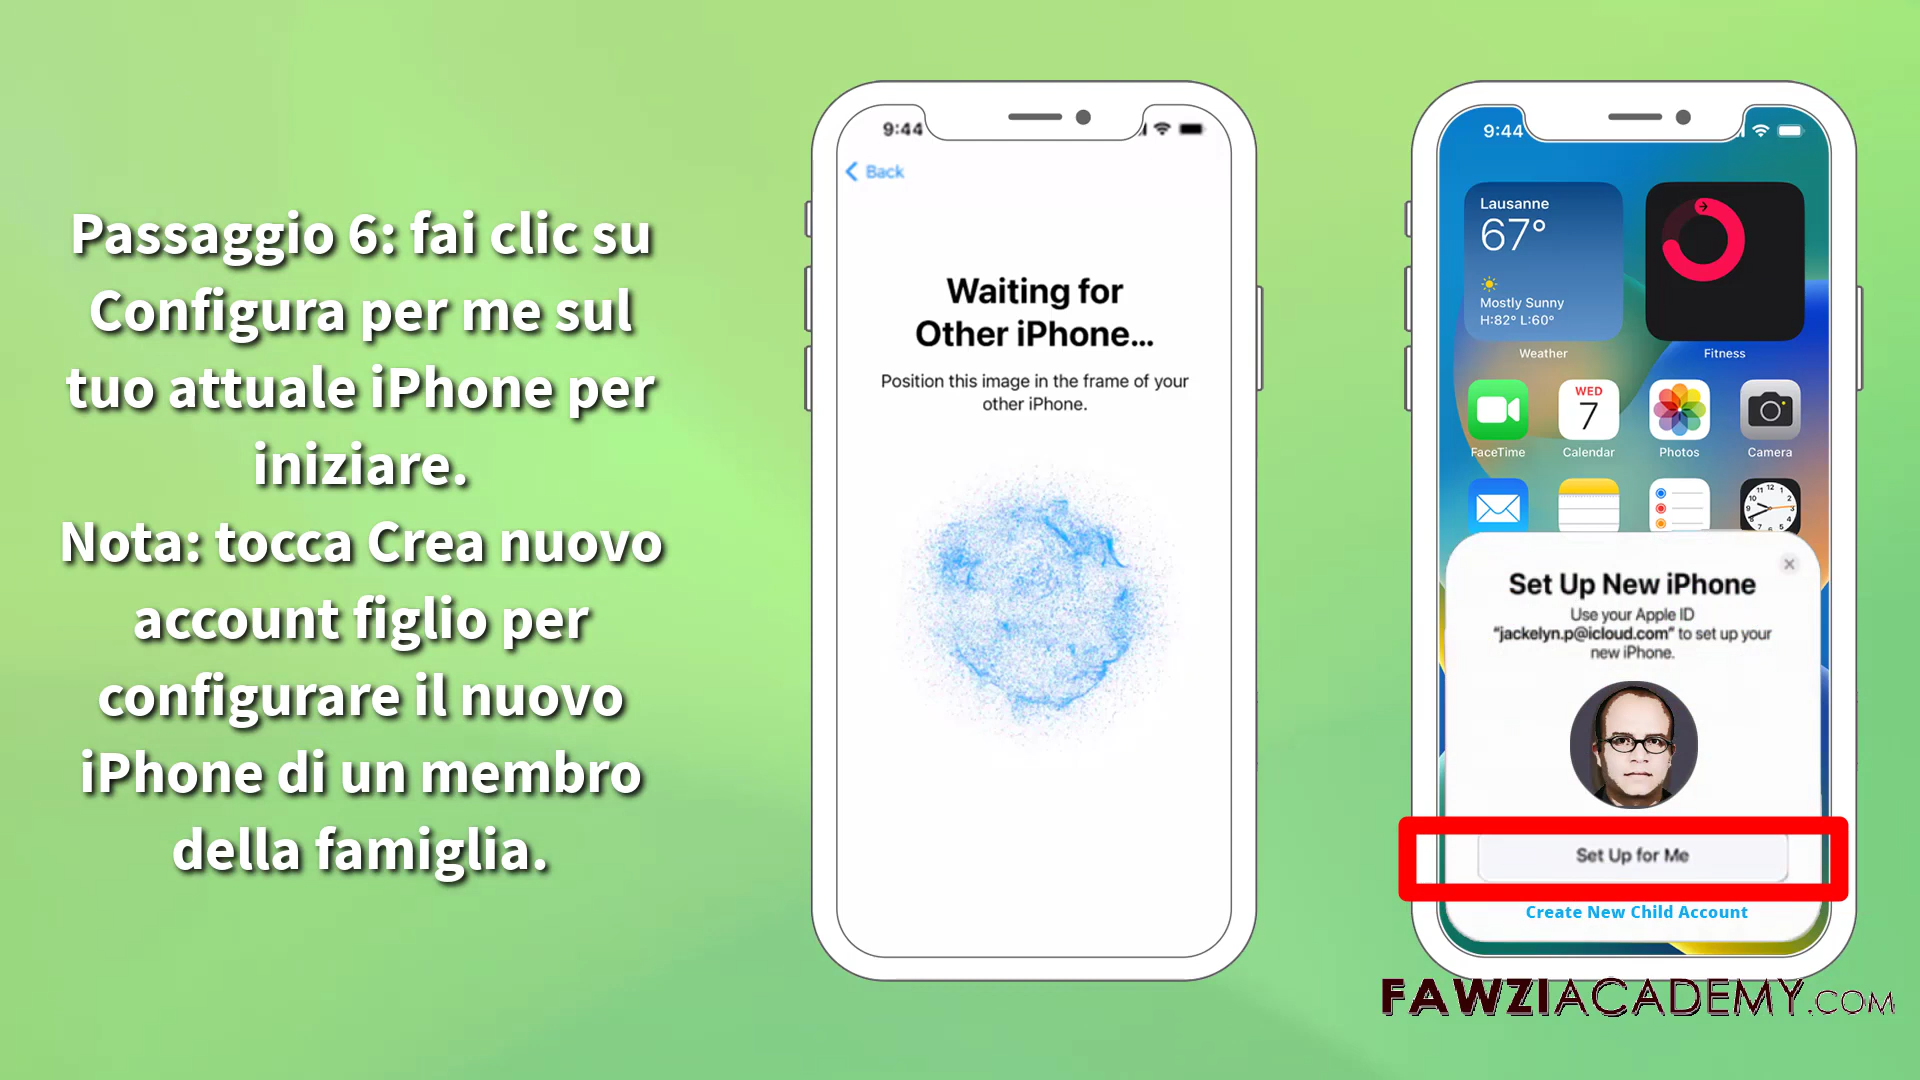 Passaggio 6: fai clic su
Configura per me sul
tuo attuale iPhone per
iniziare.
Nota: tocca Crea nuovo
account figlio per
configurare il nuovo
iPhone di un membro
della famiglia.
9:44
Back
Waiting for
Other iPhone...
Position this image in the frame of your
other iPhone.
9:44
Lausanne
67°
Mostly Sunny
H:82° L:60°
Weather
Fitness
WED
7
FaceTime
Calendar
Photos
Camera
Set Up New iPhone
Use your Apple ID
“jackelyn.p@icloud.com” to set up your
new iPhone.
Set Up for Me
Create New Child Account
FAWZIACADEMY.COM